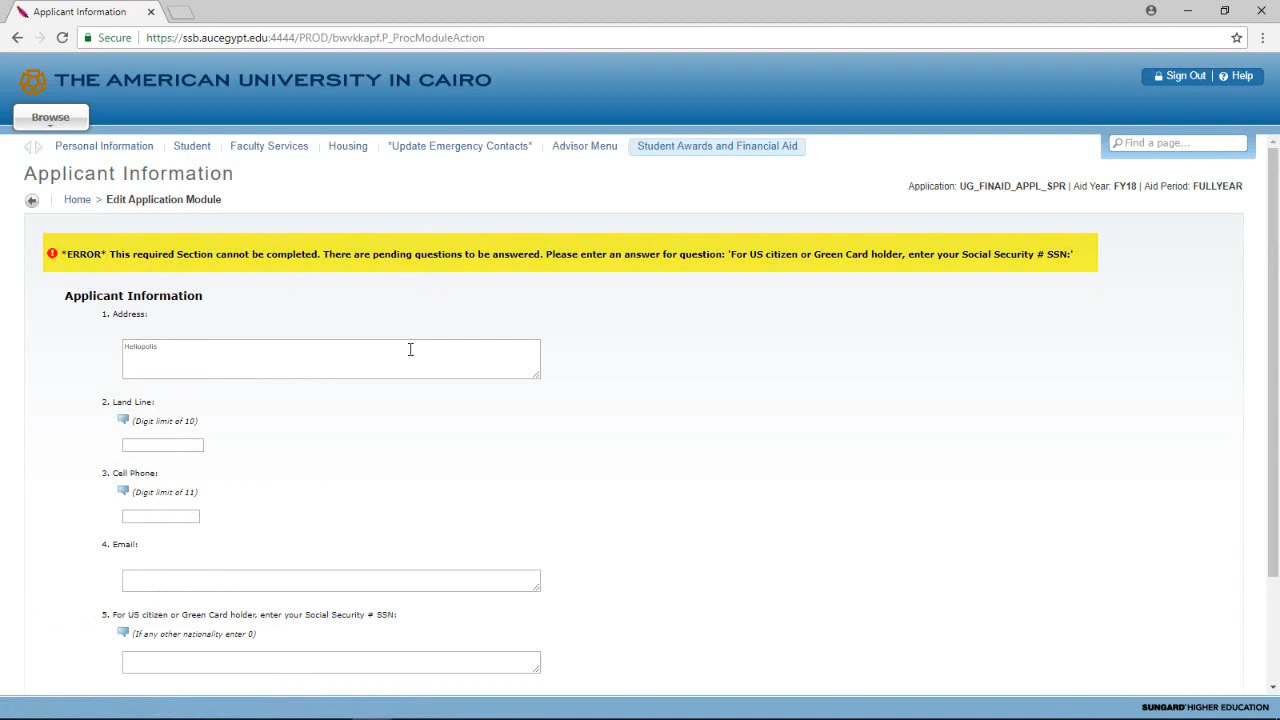 Applicant Information
Secure
https://ssb.aucegypt.edu:4444/PROD/bwvkkapf.P_ProcModuleAction
THE AMERICAN UNIVERSITY IN CAIRO
Sign Out | Help
Browse
Personal Information Student Faculty Services Housing *Update Emergency Contacts* Advisor Menu Student Awards and Financial Aid
Find a page...
Applicant Information
Application: UG_FINAID_APPL_SPR | Aid Year: FY18 | Aid Period: FULLYEAR
Home > Edit Application Module
*ERROR* This required Section cannot be completed. There are pending questions to be answered. Please enter an answer for question: 'For US citizen or Green Card holder, enter your Social Security # SSN:'
Applicant Information
1. Address:
Heliopolis
2. Land Line:
(Digit limit of 10)
3. Cell Phone:
(Digit limit of 11)
4. Email:
5. For US citizen or Green Card holder, enter your Social Security # SSN:
(If any other nationality enter 0)
SUNGARD HIGHER EDUCATION